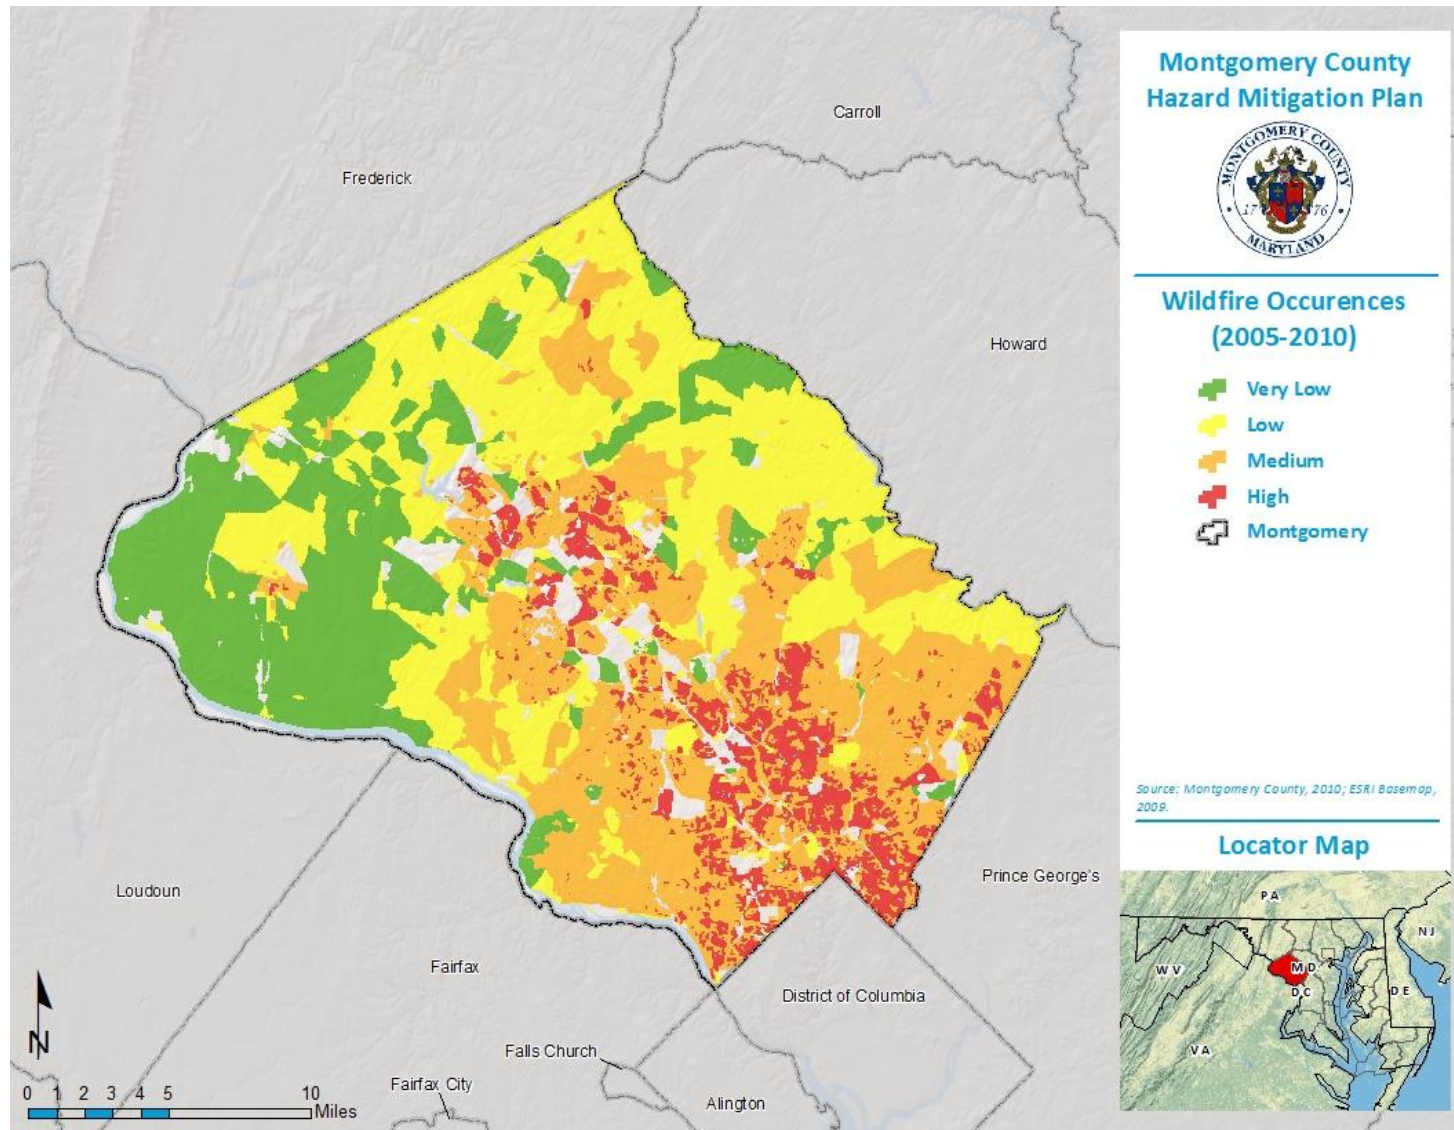 Carroll
Frederick
Howard
Loudoun
Prince George's
Fairfax
District of Columbia
Falls Church
Fairfax City
Alington
N
0 1 2 3 4 5 10
Miles
Montgomery County
Hazard Mitigation Plan
MONTGOMERY COUNTY
17 76
MARYLAND
Wildfire Occurences
(2005-2010)
Very Low
Low
Medium
High
Montgomery
Source: Montgomery County, 2010; ESRI Basemap,
2009.
Locator Map
PA
NJ
WV
MD
DC
DE
VA